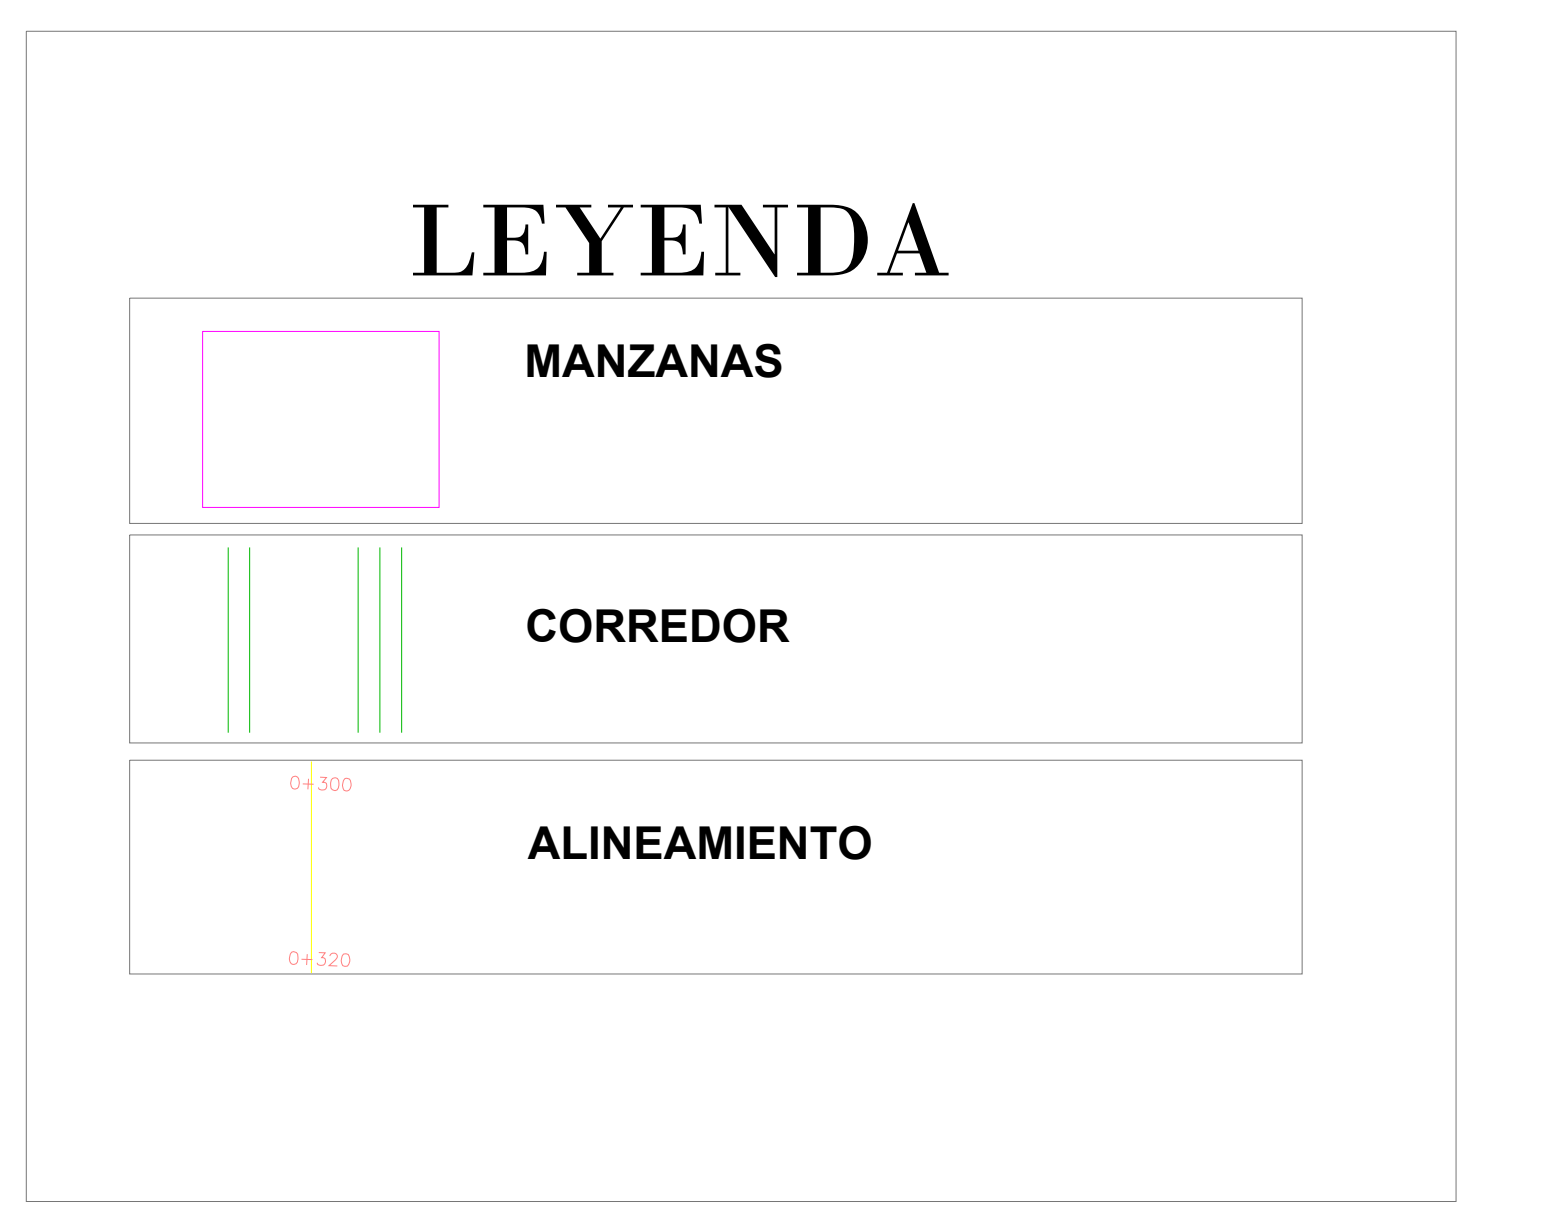 LEYENDA
MANZANAS
CORREDOR
0+300
ALINEAMIENTO
0+320